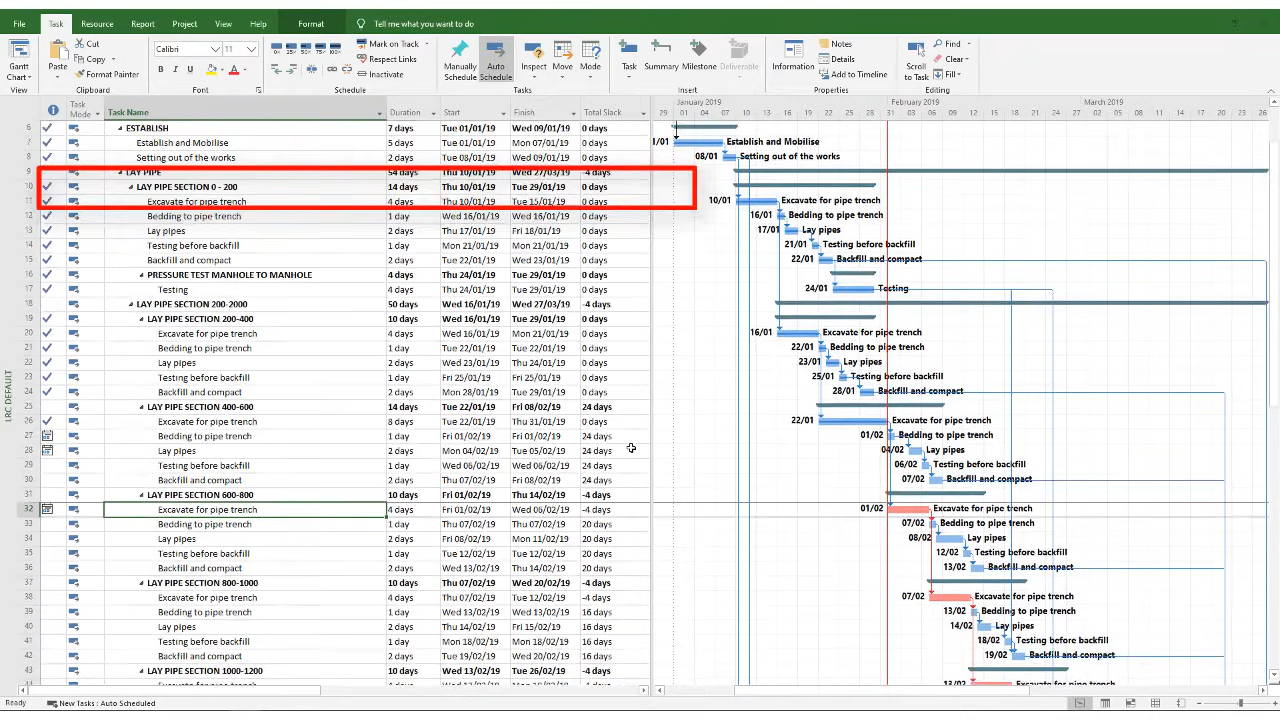 File Task Resource Project View Report Help Format Tell me what you want to do
Gantt Chart Paste Cut Copy Format Painter Calibri 11 B I U A 0% 25% 50% 75% 100% Mark on Track Respect Links Inactivate Manually Schedule Auto Schedule Inspect Move Mode Task Summary Milestone Deliverable Information Notes Details Add to Timeline Scroll to Task Find Clear Fill
View Clipboard Font Schedule Tasks Insert Properties Editing
Task Mode Task Name Duration Start Finish Total Slack
January 2019 February 2019 March 2019
29 01 04 07 10 13 16 19 22 25 28 31 03 06 09 12 15 18 21 24 27 02 05 08 11 14 17 20 23 26
6 ESTABLISH 7 days Tue 01/01/19 Wed 09/01/19 0 days
7 Establish and Mobilise 5 days Tue 01/01/19 Mon 07/01/19 0 days 1/01 Establish and Mobilise
8 Setting out of the works 2 days Tue 08/01/19 Wed 09/01/19 0 days 08/01 Setting out of the works
9 LAY PIPE 54 days Thu 10/01/19 Wed 27/03/19 -4 days
10 LAY PIPE SECTION 0 - 200 14 days Thu 10/01/19 Tue 29/01/19 0 days
11 Excavate for pipe trench 4 days Thu 10/01/19 Tue 15/01/19 0 days 10/01 Excavate for pipe trench
12 Bedding to pipe trench 1 day Wed 16/01/19 Wed 16/01/19 0 days 16/01 Bedding to pipe trench
13 Lay pipes 2 days Thu 17/01/19 Fri 18/01/19 0 days 17/01 Lay pipes
14 Testing before backfill 1 day Mon 21/01/19 Mon 21/01/19 0 days 21/01 Testing before backfill
15 Backfill and compact 2 days Tue 22/01/19 Wed 23/01/19 0 days 22/01 Backfill and compact
16 PRESSURE TEST MANHOLE TO MANHOLE 4 days Thu 24/01/19 Tue 29/01/19 0 days
17 Testing 4 days Thu 24/01/19 Tue 29/01/19 0 days 24/01 Testing
18 LAY PIPE SECTION 200-2000 50 days Wed 16/01/19 Wed 27/03/19 -4 days
19 LAY PIPE SECTION 200-400 10 days Wed 16/01/19 Tue 29/01/19 0 days
20 Excavate for pipe trench 4 days Wed 16/01/19 Mon 21/01/19 0 days 16/01 Excavate for pipe trench
21 Bedding to pipe trench 1 day Tue 22/01/19 Tue 22/01/19 0 days 22/01 Bedding to pipe trench
22 Lay pipes 2 days Wed 23/01/19 Thu 24/01/19 0 days 23/01 Lay pipes
23 Testing before backfill 1 day Fri 25/01/19 Fri 25/01/19 0 days 25/01 Testing before backfill
24 Backfill and compact 2 days Mon 28/01/19 Tue 29/01/19 0 days 28/01 Backfill and compact
25 LAY PIPE SECTION 400-600 14 days Tue 22/01/19 Fri 08/02/19 24 days
26 Excavate for pipe trench 8 days Tue 22/01/19 Thu 31/01/19 0 days 22/01 Excavate for pipe trench
27 Bedding to pipe trench 1 day Fri 01/02/19 Fri 01/02/19 24 days 01/02 Bedding to pipe trench
28 Lay pipes 2 days Mon 04/02/19 Tue 05/02/19 24 days 04/02 Lay pipes
29 Testing before backfill 1 day Wed 06/02/19 Wed 06/02/19 24 days 06/02 Testing before backfill
30 Backfill and compact 2 days Thu 07/02/19 Fri 08/02/19 24 days 07/02 Backfill and compact
31 LAY PIPE SECTION 600-800 10 days Fri 01/02/19 Thu 14/02/19 -4 days
32 Excavate for pipe trench 4 days Fri 01/02/19 Wed 06/02/19 -4 days 01/02 Excavate for pipe trench
33 Bedding to pipe trench 1 day Thu 07/02/19 Thu 07/02/19 20 days 07/02 Bedding to pipe trench
34 Lay pipes 2 days Fri 08/02/19 Mon 11/02/19 20 days 08/02 Lay pipes
35 Testing before backfill 1 day Tue 12/02/19 Tue 12/02/19 20 days 12/02 Testing before backfill
36 Backfill and compact 2 days Wed 13/02/19 Thu 14/02/19 20 days 13/02 Backfill and compact
37 LAY PIPE SECTION 800-1000 10 days Thu 07/02/19 Wed 20/02/19 -4 days
38 Excavate for pipe trench 4 days Thu 07/02/19 Tue 12/02/19 -4 days 07/02 Excavate for pipe trench
39 Bedding to pipe trench 1 day Wed 13/02/19 Wed 13/02/19 16 days 13/02 Bedding to pipe trench
40 Lay pipes 2 days Thu 14/02/19 Fri 15/02/19 16 days 14/02 Lay pipes
41 Testing before backfill 1 day Mon 18/02/19 Mon 18/02/19 16 days 18/02 Testing before backfill
42 Backfill and compact 2 days Tue 19/02/19 Wed 20/02/19 16 days 19/02 Backfill and compact
43 LAY PIPE SECTION 1000-1200 10 days Wed 13/02/19 Tue 26/02/19 -4 days
13/02 Excavate for pipe trench
LRC DEFAULT
Ready New Tasks : Auto Scheduled